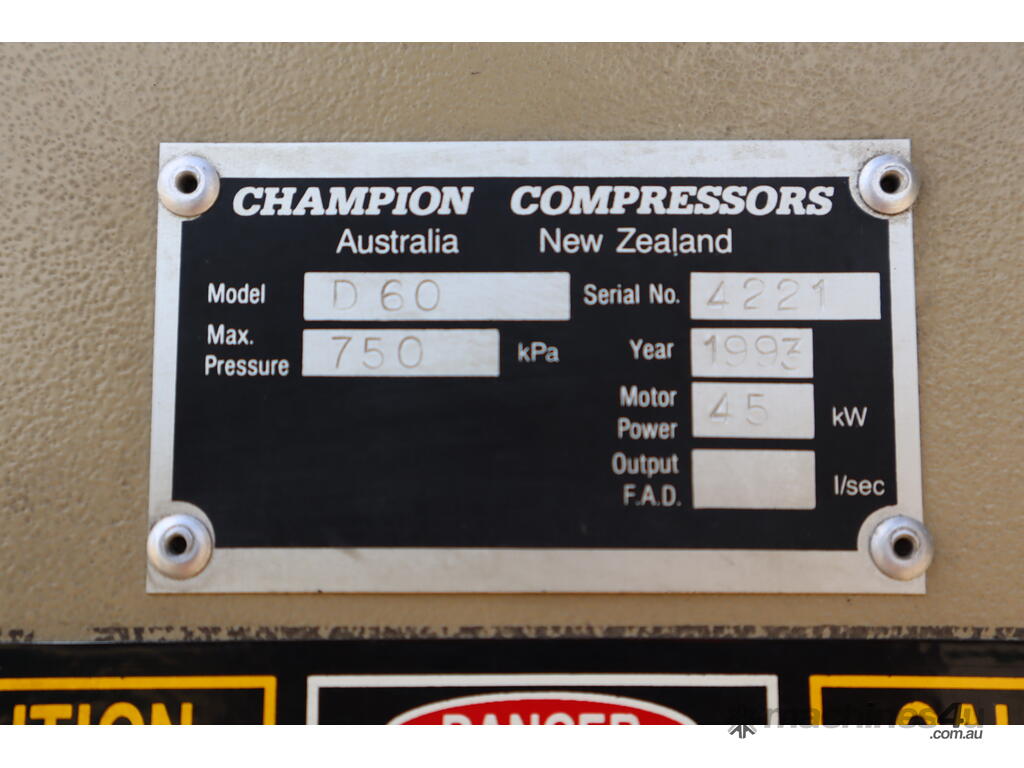 CHAMPION COMPRESSORS
Australia New Zealand
Model D 60 Serial No. 4221
Max. Pressure 750 kPa Year 1993
Motor Power 45 kW
Output F.A.D. l/sec
DANGER
machines4u
.com.au